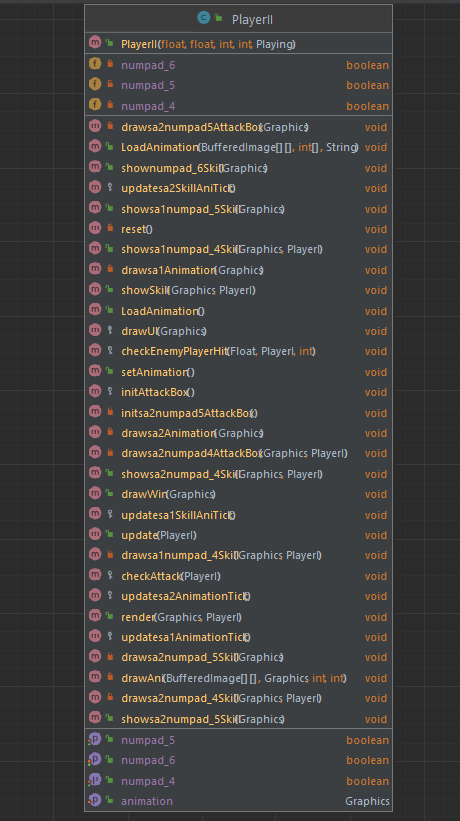 PlayerII
PlayerII(float, float, int, int, Playing)
numpad_6 boolean
numpad_5 boolean
numpad_4 boolean
drawsa2numpad5AttackBox(Graphics) void
LoadAnimation(BufferedImage[][], int[], String) void
shownumpad_6Skill(Graphics) void
updatesa2SkillAniTick() void
showsa1numpad_5Skill(Graphics) void
reset() void
showsa1numpad_4Skill(Graphics, PlayerI) void
drawsa1Animation(Graphics) void
showSkill(Graphics, PlayerI) void
LoadAnimation() void
drawUI(Graphics) void
checkEnemyPlayerHit(Float, PlayerI, int) void
setAnimation() void
initAttackBox() void
initsa2numpad5AttackBox() void
drawsa2Animation(Graphics) void
drawsa2numpad4AttackBox(Graphics, PlayerI) void
showsa2numpad_4Skill(Graphics, PlayerI) void
drawWin(Graphics) void
updatesa1SkillAniTick() void
update(PlayerI) void
drawsa1numpad_4Skill(Graphics, PlayerI) void
checkAttack(PlayerI) void
updatesa2AnimationTick() void
render(Graphics, PlayerI) void
updatesa1AnimationTick() void
drawsa2numpad_5Skill(Graphics) void
drawAni(BufferedImage[][], Graphics, int, int) void
drawsa2numpad_4Skill(Graphics, PlayerI) void
showsa2numpad_5Skill(Graphics) void
numpad_5 boolean
numpad_6 boolean
numpad_4 boolean
animation Graphics